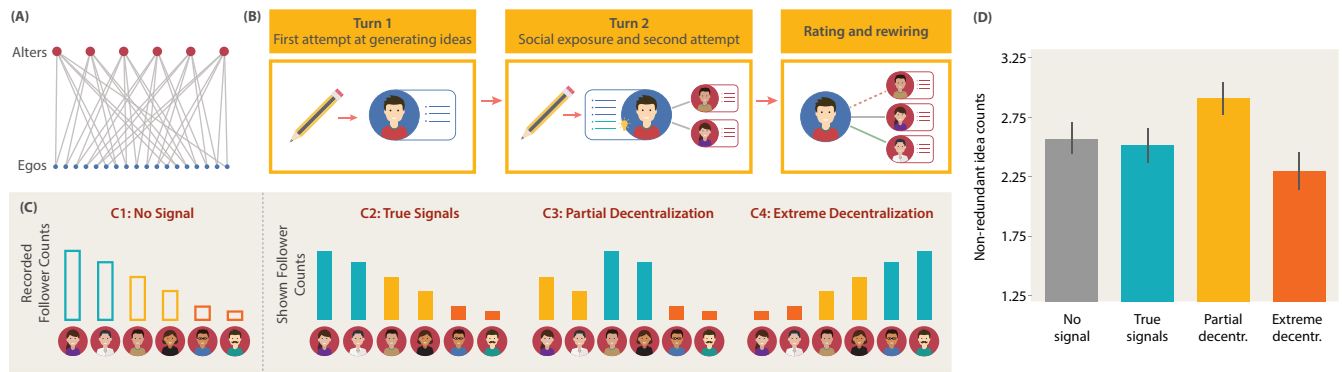 (A)
Alters
Egos
(B)
Turn 1
First attempt at generating ideas
Turn 2
Social exposure and second attempt
Rating and rewiring
(C)
C1: No Signal
Recorded
Follower Counts
C2: True Signals
C3: Partial Decentralization
C4: Extreme Decentralization
Shown Follower
Counts
(D)
Non-redundant idea counts
3.25
2.75
2.25
1.75
1.25
No
signal
True
signals
Partial
decentr.
Extreme
decentr.